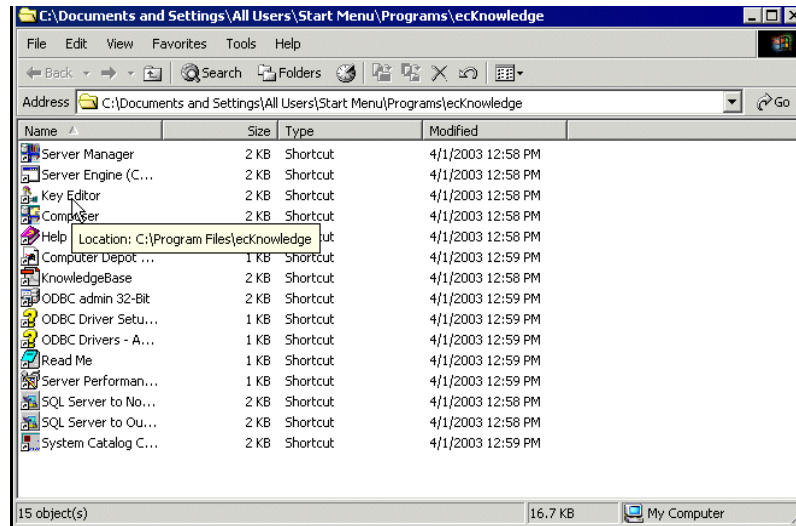 C:\Documents and Settings\All Users\Start Menu\Programs\ecKnowledge
File Edit View Favorites Tools Help
Back Search Folders
Address C:\Documents and Settings\All Users\Start Menu\Programs\ecKnowledge Go
Name Size Type Modified
Server Manager 2 KB Shortcut 4/1/2003 12:58 PM
Server Engine (C... 2 KB Shortcut 4/1/2003 12:58 PM
Key Editor 2 KB Shortcut 4/1/2003 12:58 PM
Composer 2 KB Shortcut 4/1/2003 12:58 PM
Help 4/1/2003 12:58 PM
Location: C:\Program Files\ecKnowledge
Computer Depot ... 1 KB Shortcut 4/1/2003 12:59 PM
KnowledgeBase 2 KB Shortcut 4/1/2003 12:58 PM
ODBC admin 32-Bit 2 KB Shortcut 4/1/2003 12:59 PM
ODBC Driver Setu... 1 KB Shortcut 4/1/2003 12:59 PM
ODBC Drivers - A... 1 KB Shortcut 4/1/2003 12:59 PM
Read Me 1 KB Shortcut 4/1/2003 12:59 PM
Server Performan... 1 KB Shortcut 4/1/2003 12:59 PM
SQL Server to No... 2 KB Shortcut 4/1/2003 12:58 PM
SQL Server to Ou... 2 KB Shortcut 4/1/2003 12:58 PM
System Catalog C... 2 KB Shortcut 4/1/2003 12:59 PM
15 object(s) 16.7 KB My Computer